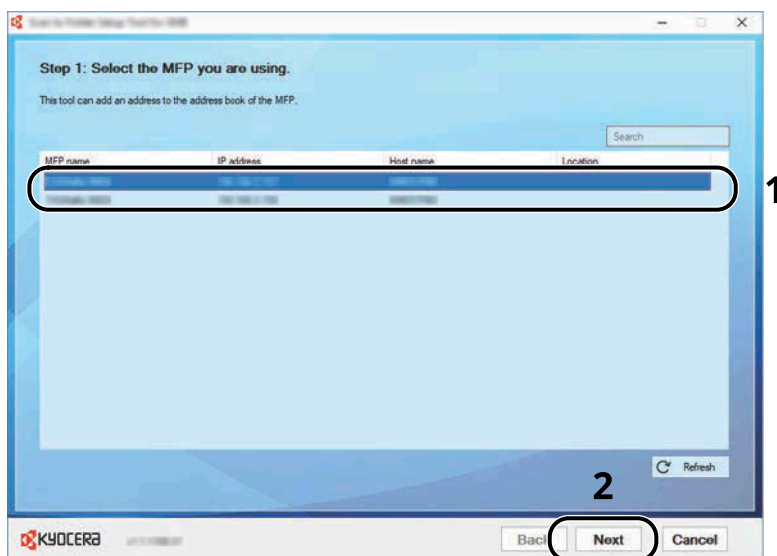 Step 1: Select the MFP you are using.
This tool can add an address to the address book of the MFP.
Search
MFP name IP address Host name Location
1
Refresh
2
KYOCERA
Back Next Cancel